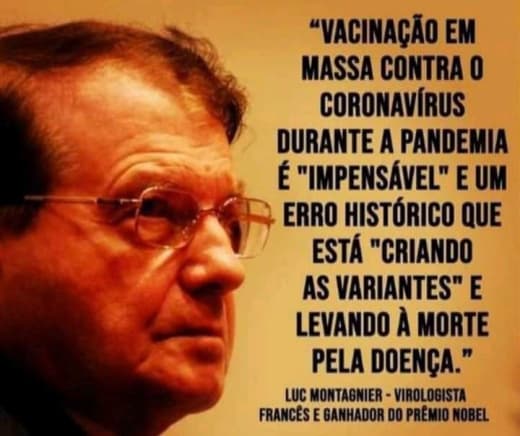 “VACINAÇÃO EM
MASSA CONTRA O
CORONAVÍRUS
DURANTE A PANDEMIA
É "IMPENSÁVEL" E UM
ERRO HISTÓRICO QUE
ESTÁ "CRIANDO
AS VARIANTES" E
LEVANDO À MORTE
PELA DOENÇA.”
LUC MONTAGNIER - VIROLOGISTA
FRANCÊS E GANHADOR DO PRÊMIO NOBEL